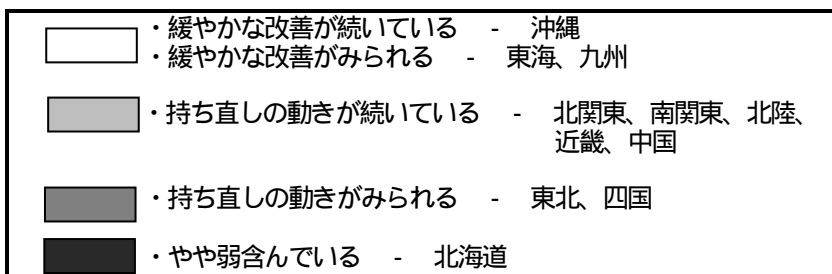 ・緩やかな改善が続いている - 沖縄
・緩やかな改善がみられる - 東海、九州
・持ち直しの動きが続いている - 北関東、南関東、北陸、
近畿、中国
・持ち直しの動きがみられる - 東北、四国
・やや弱含んでいる - 北海道